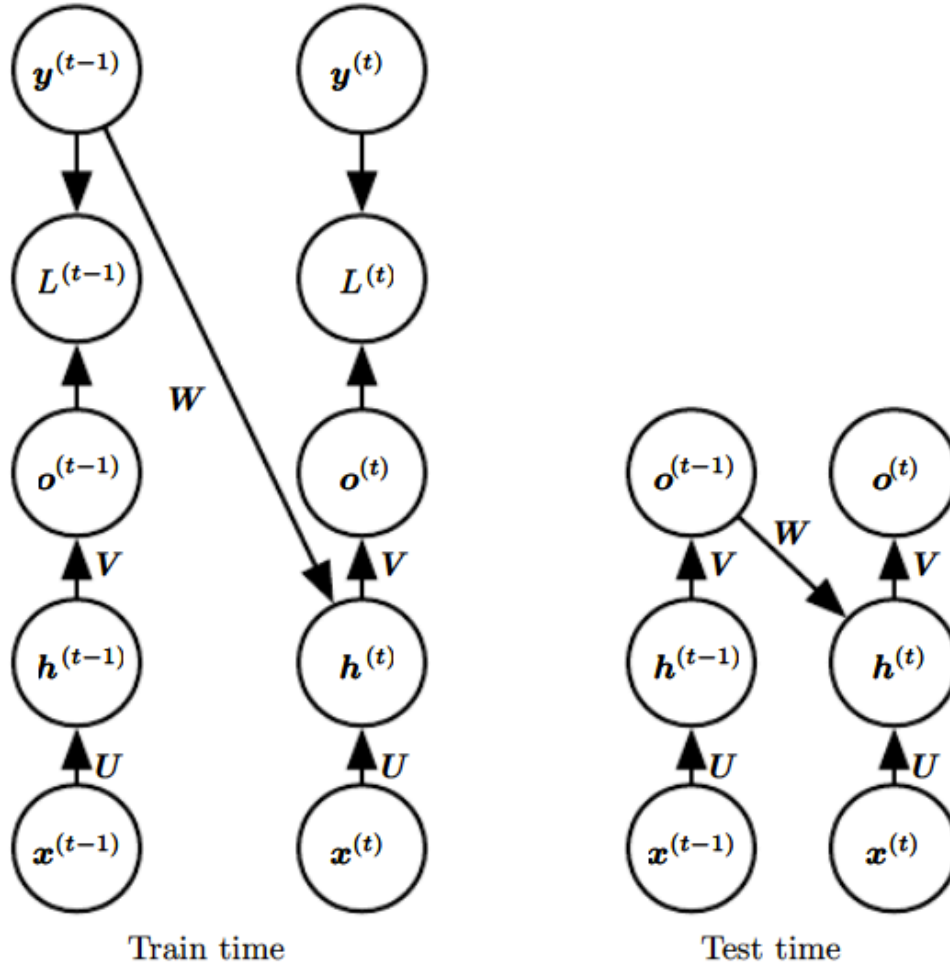 y^(t−1) y^(t)
L^(t−1) L^(t)
W
o^(t−1) o^(t) o^(t−1) o^(t)
W
V V V V
h^(t−1) h^(t) h^(t−1) h^(t)
U U U U
x^(t−1) x^(t) x^(t−1) x^(t)
Train time Test time